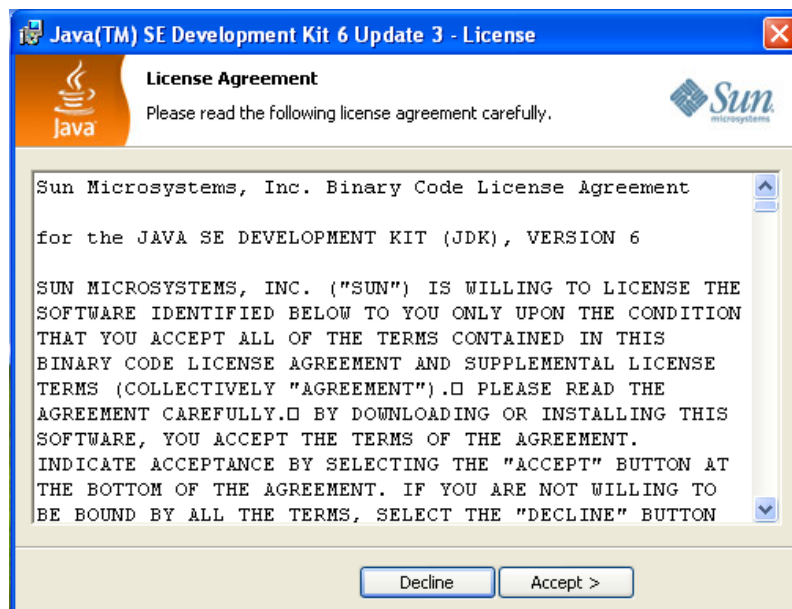 Java(TM) SE Development Kit 6 Update 3 - License
License Agreement
Please read the following license agreement carefully.
Java
Sun
microsystems
Sun Microsystems, Inc. Binary Code License Agreement
for the JAVA SE DEVELOPMENT KIT (JDK), VERSION 6
SUN MICROSYSTEMS, INC. ("SUN") IS WILLING TO LICENSE THE
SOFTWARE IDENTIFIED BELOW TO YOU ONLY UPON THE CONDITION
THAT YOU ACCEPT ALL OF THE TERMS CONTAINED IN THIS
BINARY CODE LICENSE AGREEMENT AND SUPPLEMENTAL LICENSE
TERMS (COLLECTIVELY "AGREEMENT").□ PLEASE READ THE
AGREEMENT CAREFULLY.□ BY DOWNLOADING OR INSTALLING THIS
SOFTWARE, YOU ACCEPT THE TERMS OF THE AGREEMENT.
INDICATE ACCEPTANCE BY SELECTING THE "ACCEPT" BUTTON AT
THE BOTTOM OF THE AGREEMENT. IF YOU ARE NOT WILLING TO
BE BOUND BY ALL THE TERMS, SELECT THE "DECLINE" BUTTON
Decline
Accept >